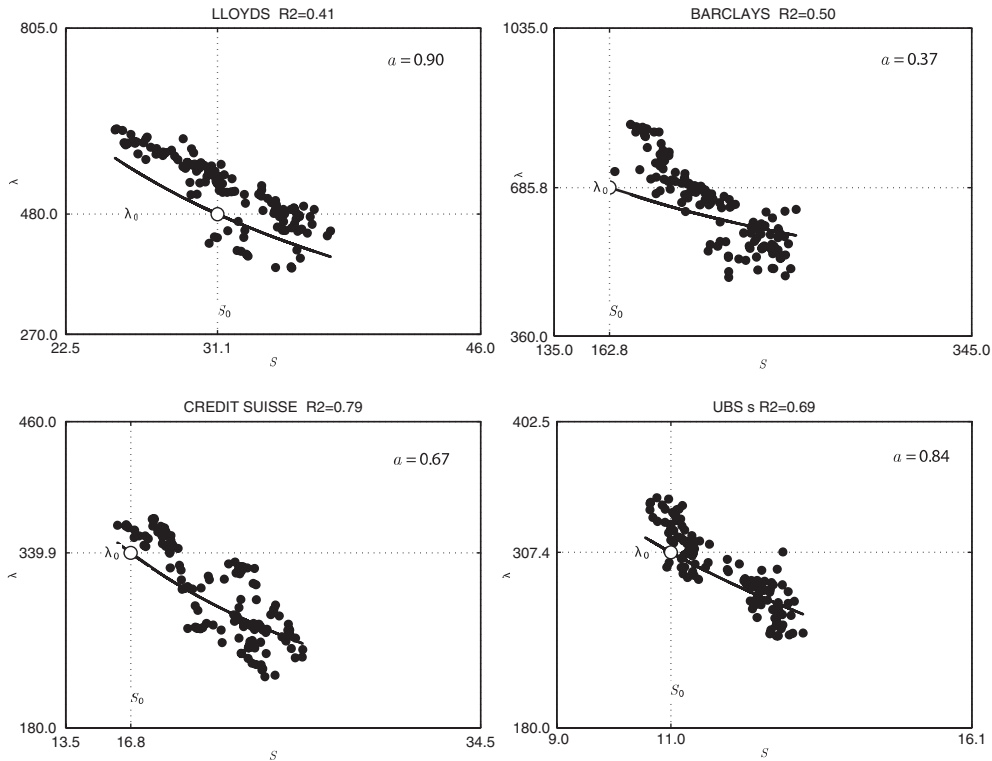 LLOYDS R2=0.41
805.0
a = 0.90
λ
480.0
λ0
S0
270.0
22.5
31.1
46.0
S
BARCLAYS R2=0.50
1035.0
a = 0.37
λ
685.8
λ0
S0
360.0
135.0
162.8
345.0
S
CREDIT SUISSE R2=0.79
460.0
a = 0.67
339.9
λ0
λ
S0
180.0
13.5
16.8
34.5
S
UBS s R2=0.69
402.5
a = 0.84
307.4
λ0
λ
S0
180.0
9.0
11.0
16.1
S